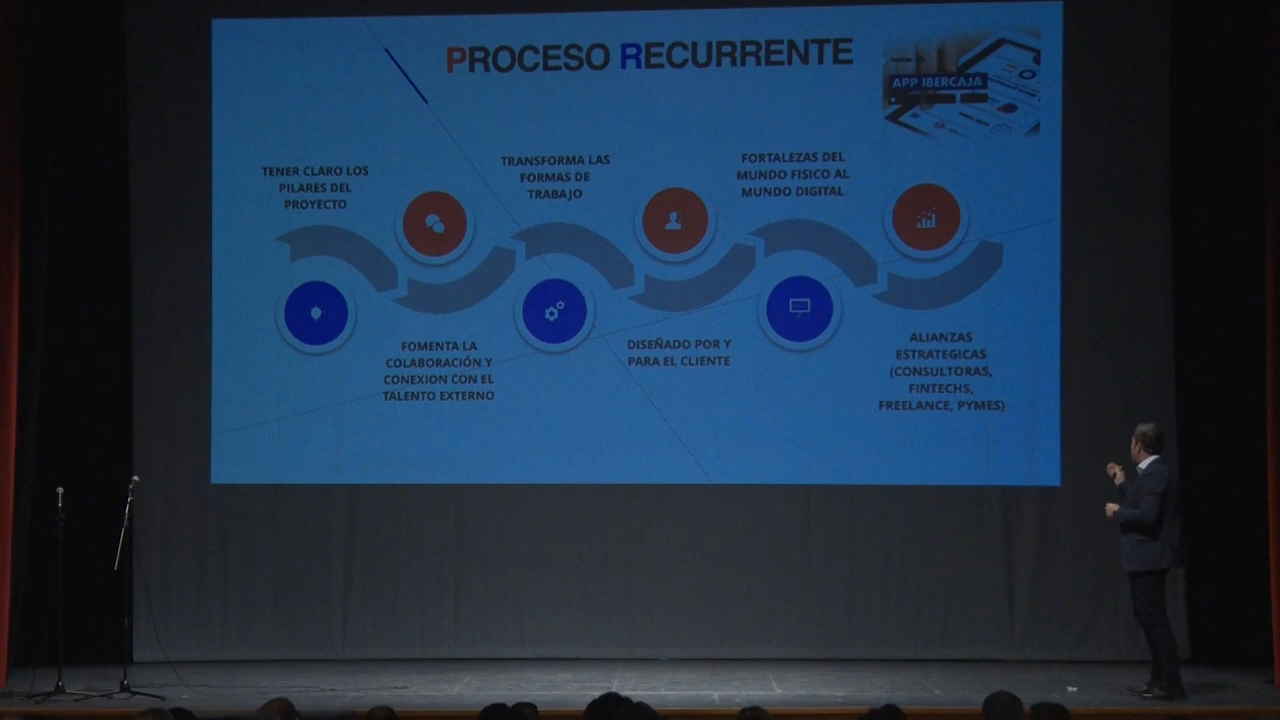 PROCESO RECURRENTE
APP IBERCAJA
TENER CLARO LOS
PILARES DEL
PROYECTO
FOMENTA LA
COLABORACIÓN Y
CONEXION CON EL
TALENTO EXTERNO
TRANSFORMA LAS
FORMAS DE
TRABAJO
DISEÑADO POR Y
PARA EL CLIENTE
FORTALEZAS DEL
MUNDO FISICO AL
MUNDO DIGITAL
ALIANZAS
ESTRATEGICAS
(CONSULTORAS,
FINTECHS,
FREELANCE, PYMES)